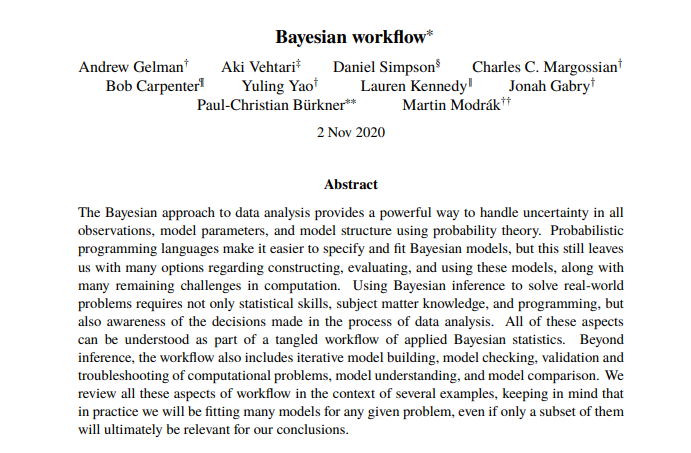 Bayesian workflow*
Andrew Gelman† Aki Vehtari‡ Daniel Simpson§ Charles C. Margossian†
Bob Carpenter¶ Yuling Yao† Lauren Kennedy‖ Jonah Gabry†
Paul-Christian Bürkner** Martin Modrák††
2 Nov 2020
Abstract
The Bayesian approach to data analysis provides a powerful way to handle uncertainty in all
observations, model parameters, and model structure using probability theory. Probabilistic
programming languages make it easier to specify and fit Bayesian models, but this still leaves
us with many options regarding constructing, evaluating, and using these models, along with
many remaining challenges in computation. Using Bayesian inference to solve real-world
problems requires not only statistical skills, subject matter knowledge, and programming, but
also awareness of the decisions made in the process of data analysis. All of these aspects
can be understood as part of a tangled workflow of applied Bayesian statistics. Beyond
inference, the workflow also includes iterative model building, model checking, validation and
troubleshooting of computational problems, model understanding, and model comparison. We
review all these aspects of workflow in the context of several examples, keeping in mind that
in practice we will be fitting many models for any given problem, even if only a subset of them
will ultimately be relevant for our conclusions.